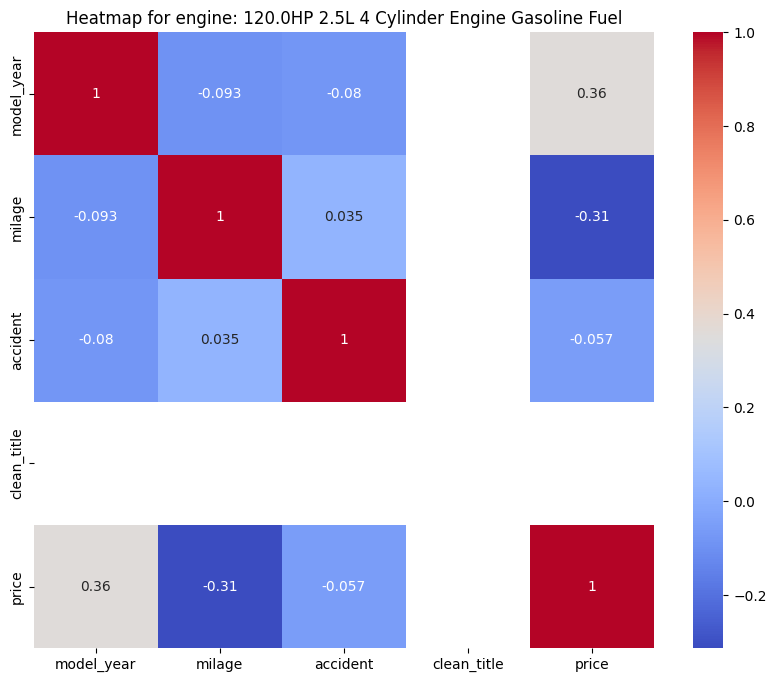 Heatmap for engine: 120.0HP 2.5L 4 Cylinder Engine Gasoline Fuel
model_year
1
-0.093
-0.08
0.36
milage
-0.093
1
0.035
-0.31
accident
-0.08
0.035
1
-0.057
clean_title
price
0.36
-0.31
-0.057
1
model_year
milage
accident
clean_title
price
1.0
0.8
0.6
0.4
0.2
0.0
−0.2